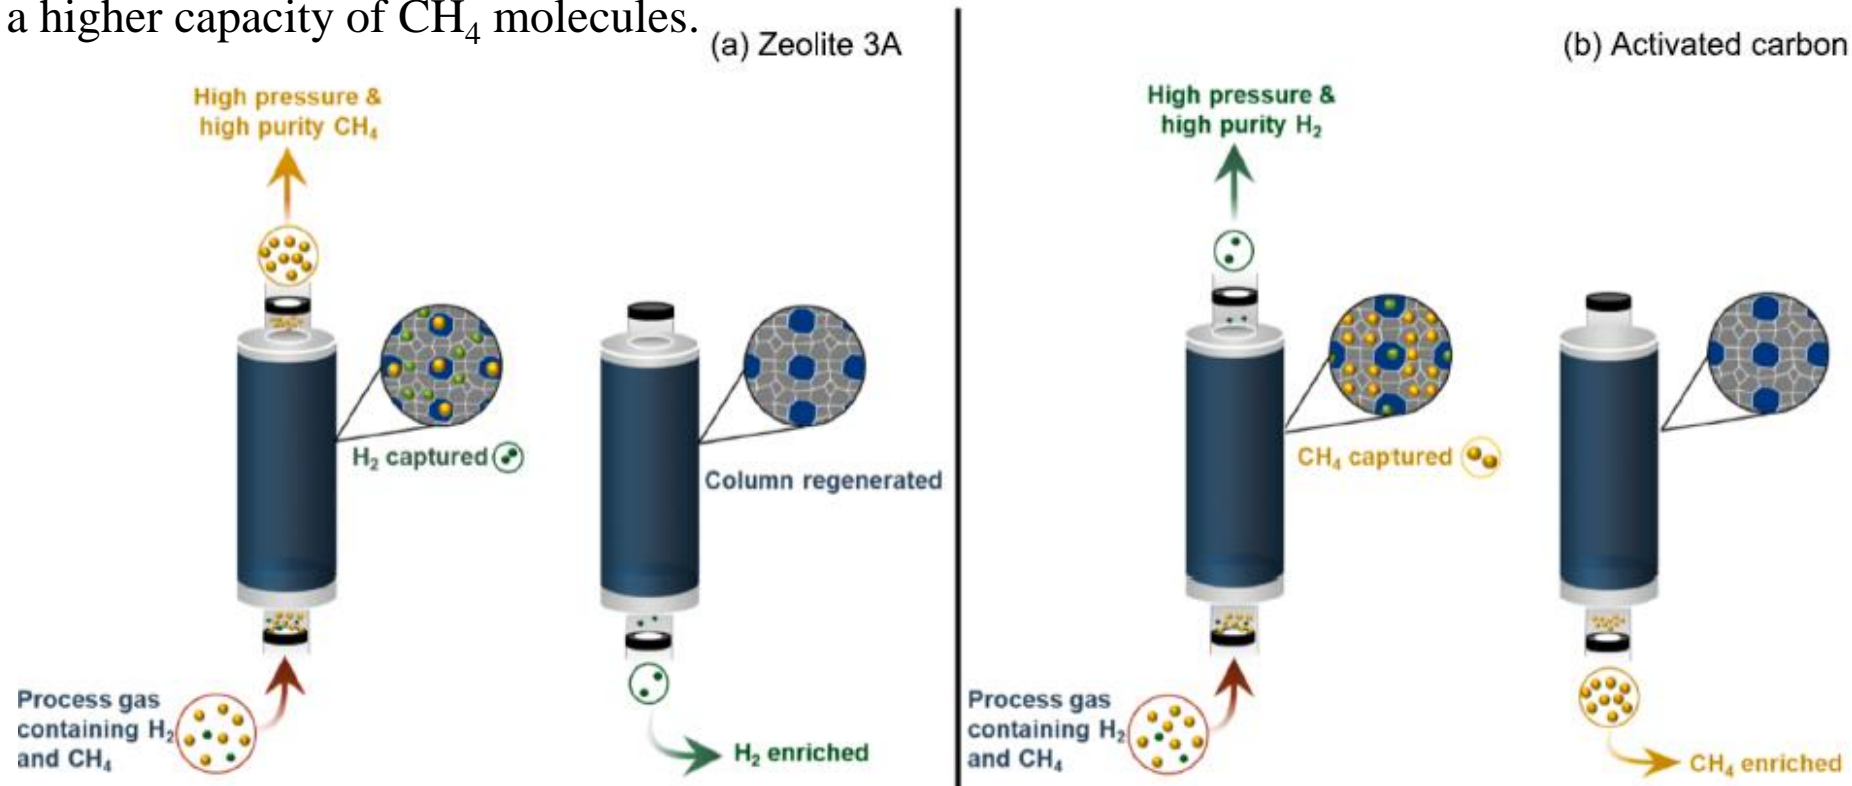 a higher capacity of CH₄ molecules.
(a) Zeolite 3A
High pressure &
high purity CH₄
H₂ captured
Column regenerated
Process gas
containing H₂
and CH₄
H₂ enriched
(b) Activated carbon
High pressure &
high purity H₂
CH₄ captured
Process gas
containing H₂
and CH₄
CH₄ enriched